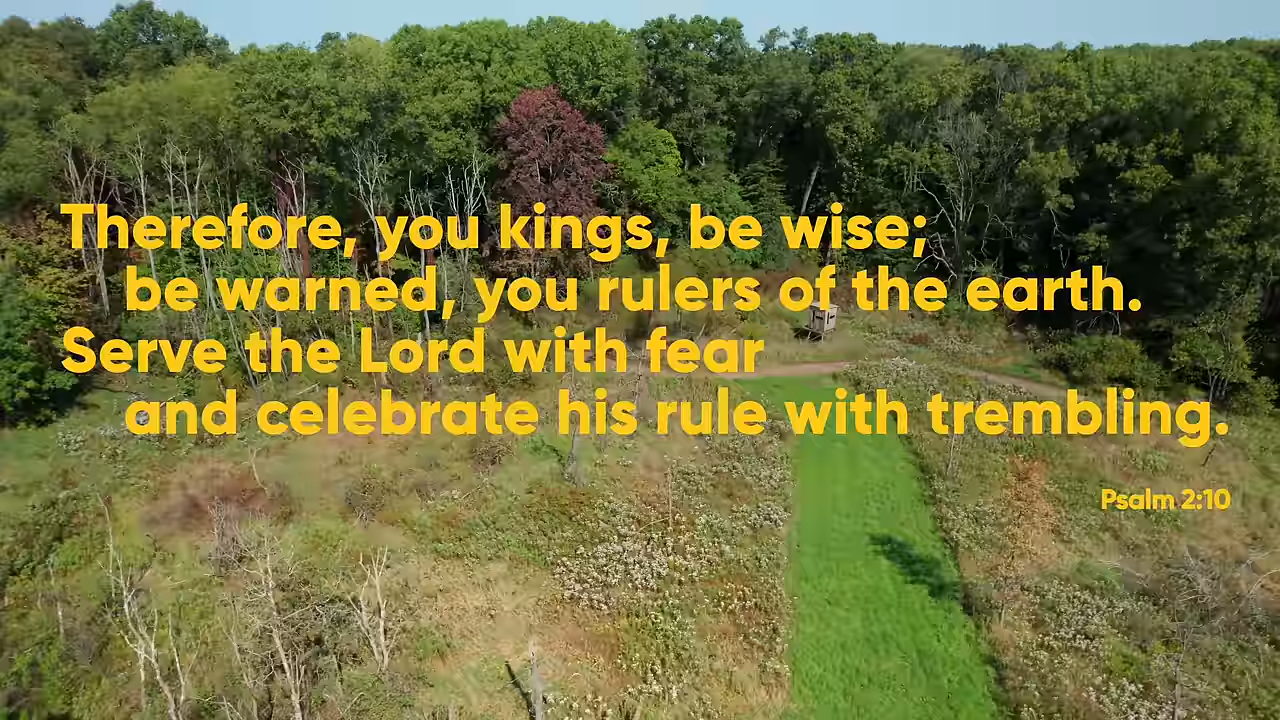 Therefore, you kings, be wise;
be warned, you rulers of the earth.
Serve the Lord with fear
and celebrate his rule with trembling.
Psalm 2:10